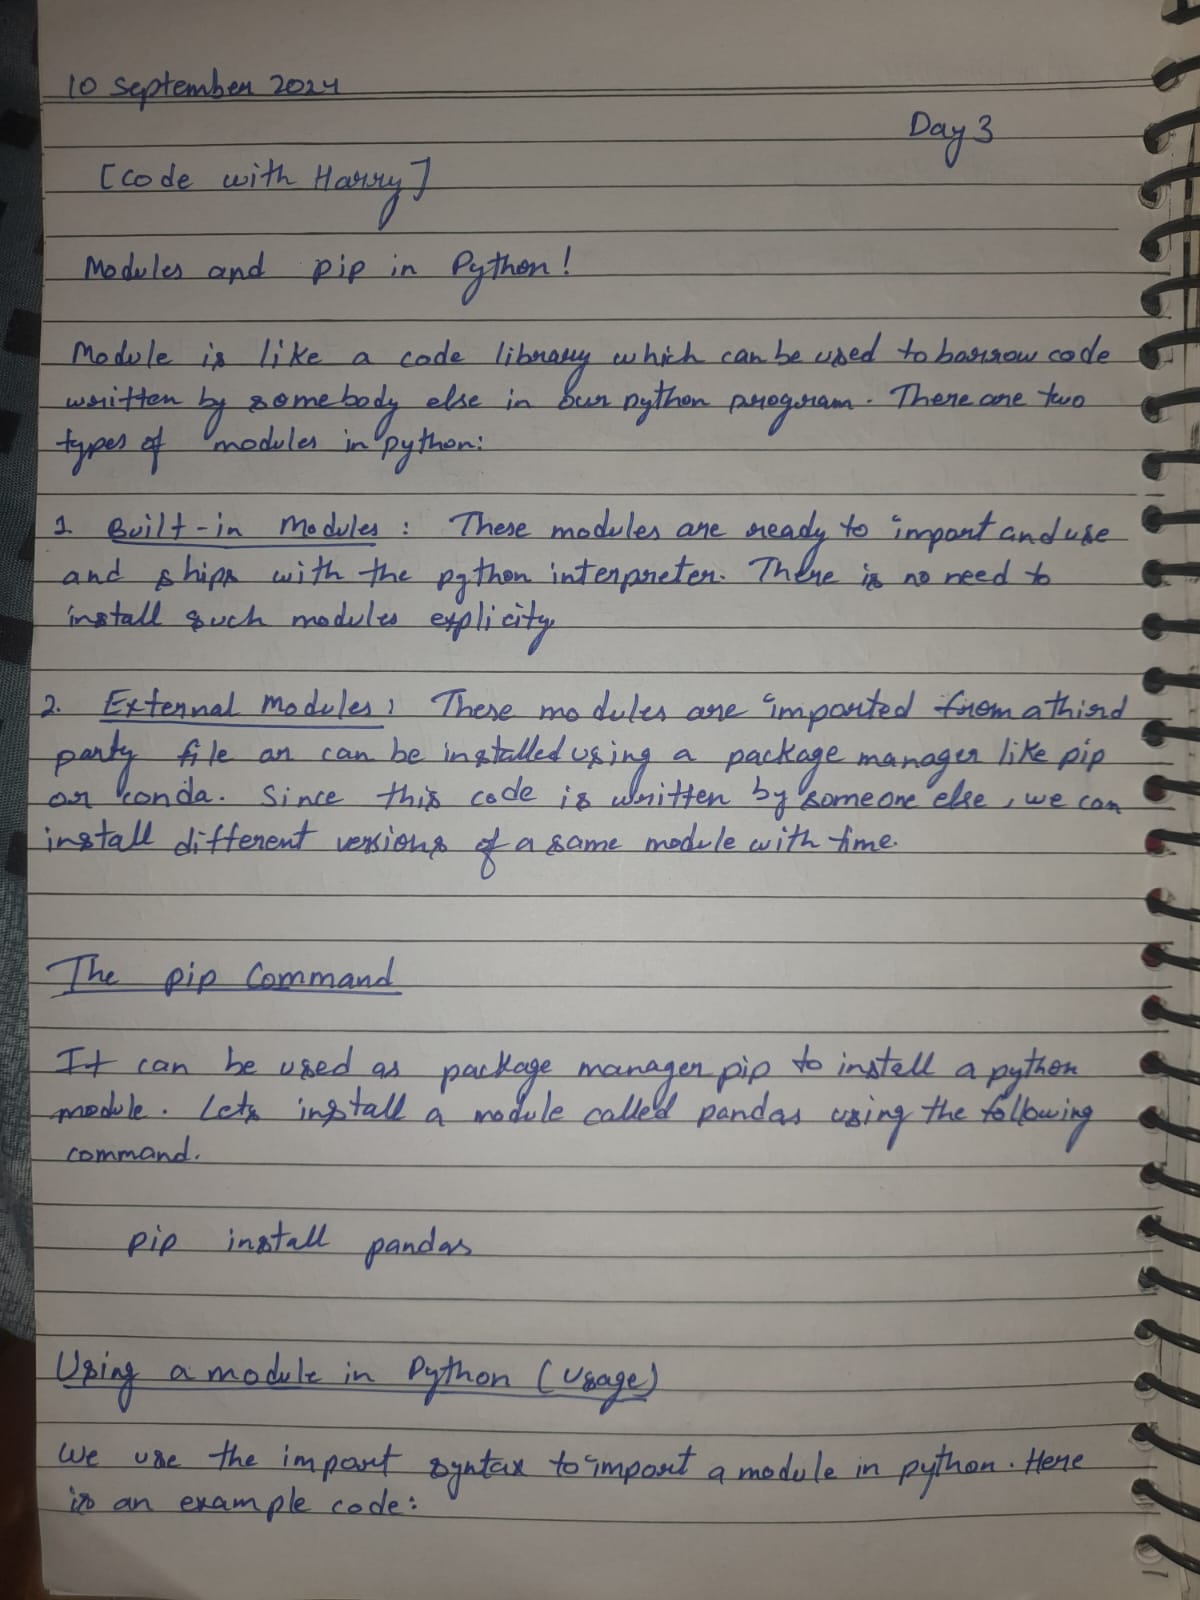 10 September 2024
Day 3
[Code with Harry]
Modules and pip in Python!
Module is like a code library which can be used to borrow code
written by somebody else in our python program. There are two
types of modules in python:
1. Built-in Modules : These modules are ready to import and use
and ships with the python interpreter. There is no need to
install such modules explicity
2. External Modules : These modules are imported from a third
party file or can be installed using a package manager like pip
or conda. Since this code is written by someone else, we can
install different versions of a same module with time.
The pip Command
It can be used as package manager pip to install a python
module. Lets install a module called pandas using the following
command.
pip install pandas
Using a module in Python (Usage)
We use the import syntax to import a module in python. Here
is an example code: